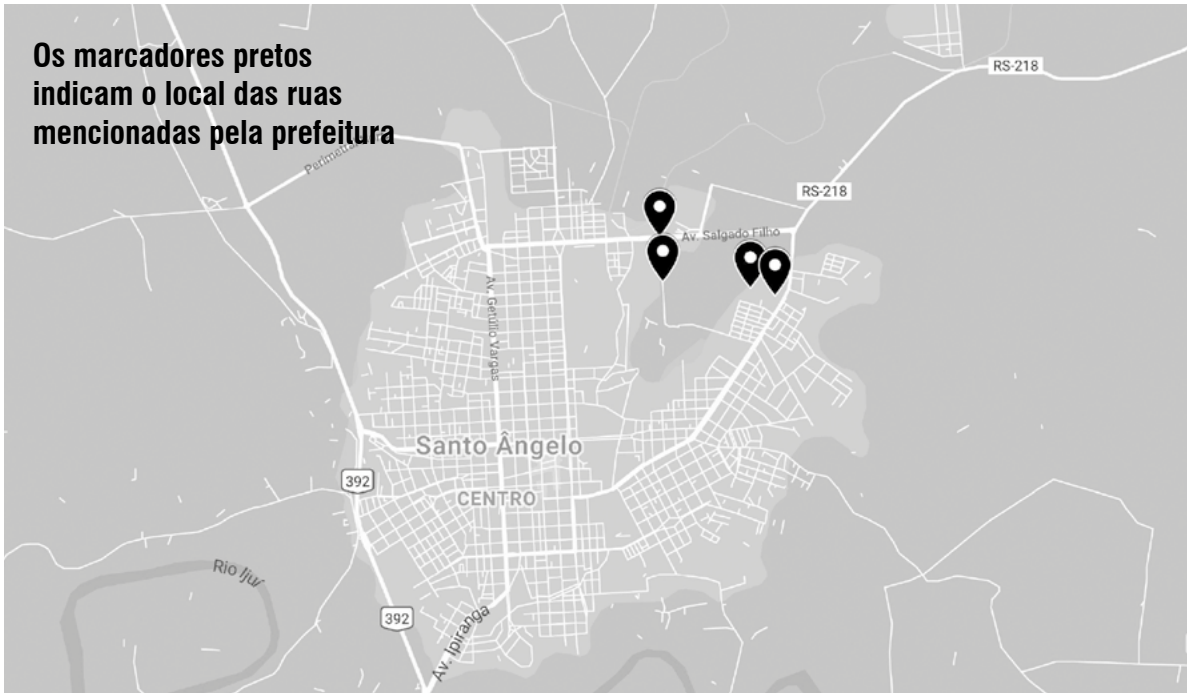 Os marcadores pretos
indicam o local das ruas
mencionadas pela prefeitura
RS-218
RS-218
Av. Salgado Filho
Av. Getúlio Vargas
Santo Ângelo
CENTRO
392
Rio Ijuí
392
Av. Ipiranga